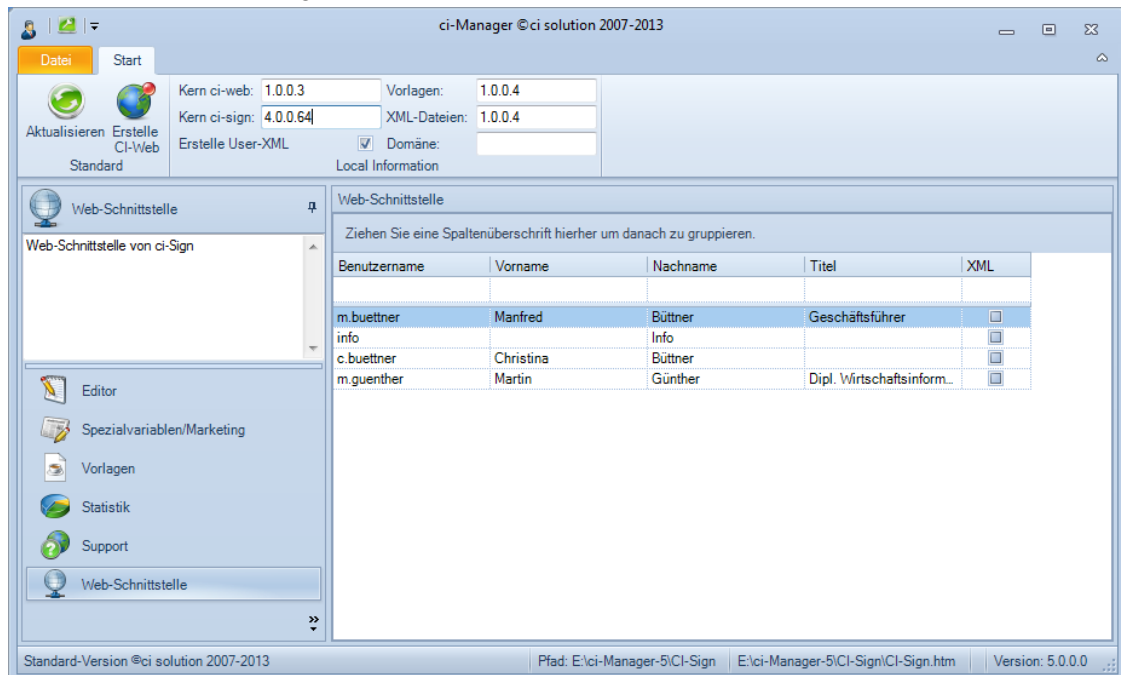 ci-Manager ©ci solution 2007-2013
Datei Start
Kern ci-web: 1.0.0.3 Vorlagen: 1.0.0.4
Kern ci-sign: 4.0.0.64 XML-Dateien: 1.0.0.4
Aktualisieren Erstelle CI-Web Erstelle User-XML Domäne:
Standard Local Information
Web-Schnittstelle Web-Schnittstelle
Web-Schnittstelle von ci-Sign
Ziehen Sie eine Spaltenüberschrift hierher um danach zu gruppieren.
Benutzername Vorname Nachname Titel XML
m.buettner Manfred Büttner Geschäftsführer
info Info
c.buettner Christina Büttner
m.guenther Martin Günther Dipl. Wirtschaftsinform...
Editor
Spezialvariablen/Marketing
Vorlagen
Statistik
Support
Web-Schnittstelle
Standard-Version ©ci solution 2007-2013 Pfad: E:\ci-Manager-5\CI-Sign E:\ci-Manager-5\CI-Sign\CI-Sign.htm Version: 5.0.0.0